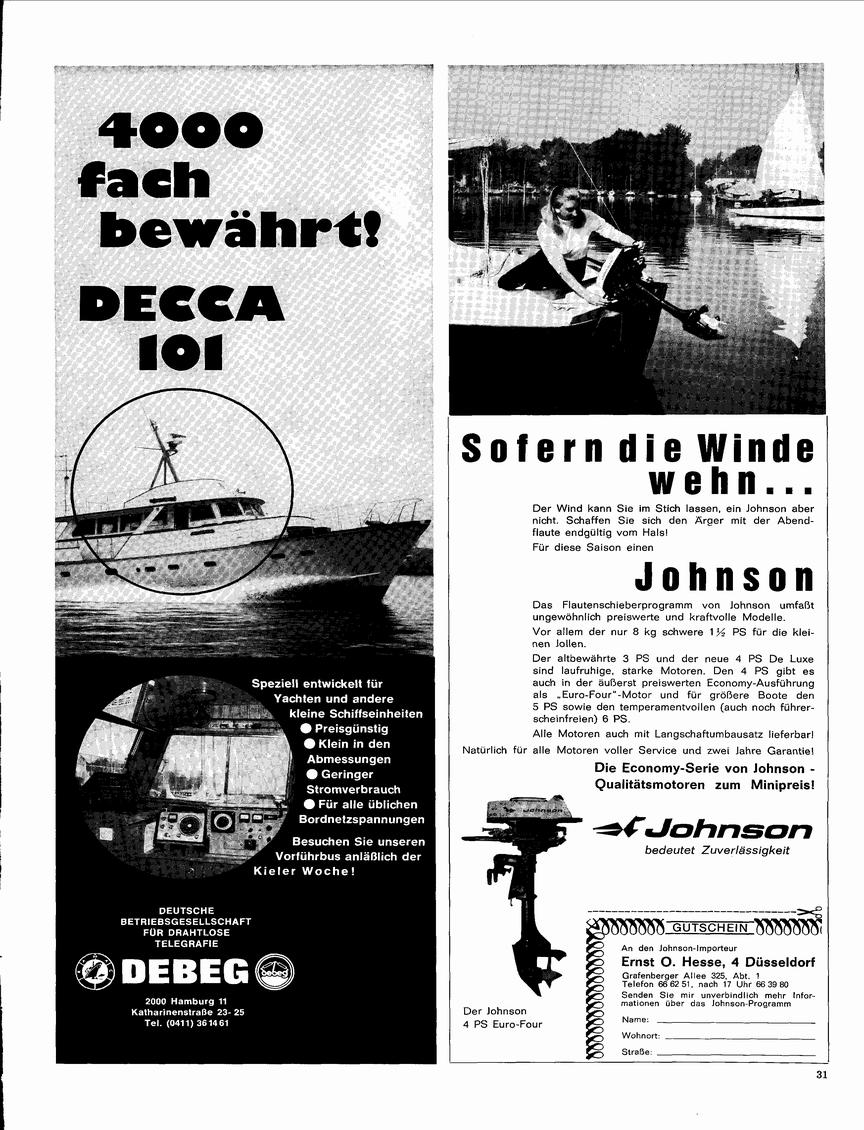 4000
fach
bewährt!
DECCA
101
Speziell entwickelt für
Yachten und andere
kleine Schiffseinheiten
● Preisgünstig
● Klein in den
Abmessungen
● Geringer
Stromverbrauch
● Für alle üblichen
Bordnetzspannungen
Besuchen Sie unseren
Vorführbus anläßlich der
Kieler Woche!
DEUTSCHE
BETRIEBSGESELLSCHAFT
FÜR DRAHTLOSE
TELEGRAFIE
DEBEG
debeg
2000 Hamburg 11
Katharinenstraße 23-25
Tel. (0411) 361461
Sofern die Winde
wehn...
Der Wind kann Sie im Stich lassen, ein Johnson aber
nicht. Schaffen Sie sich den Ärger mit der Abend-
flaute endgültig vom Hals!
Für diese Saison einen
Johnson
Das Flautenschieberprogramm von Johnson umfaßt
ungewöhnlich preiswerte und kraftvolle Modelle.
Vor allem der nur 8 kg schwere 1½ PS für die klei-
nen Jollen.
Der altbewährte 3 PS und der neue 4 PS De Luxe
sind laufruhige, starke Motoren. Den 4 PS gibt es
auch in der äußerst preiswerten Economy-Ausführung
als „Euro-Four"-Motor und für größere Boote den
5 PS sowie den temperamentvollen (auch noch führer-
scheinfreien) 6 PS.
Alle Motoren auch mit Langschaftumbausatz lieferbar!
Natürlich für alle Motoren voller Service und zwei Jahre Garantie!
Die Economy-Serie von Johnson -
Qualitätsmotoren zum Minipreis!
Johnson
Johnson
bedeutet Zuverlässigkeit
Der Johnson
4 PS Euro-Four
GUTSCHEIN
An den Johnson-Importeur
Ernst O. Hesse, 4 Düsseldorf
Grafenberger Allee 325, Abt. 1
Telefon 66 62 51, nach 17 Uhr 66 39 80
Senden Sie mir unverbindlich mehr Infor-
mationen über das Johnson-Programm
Name:
Wohnort:
Straße:
31